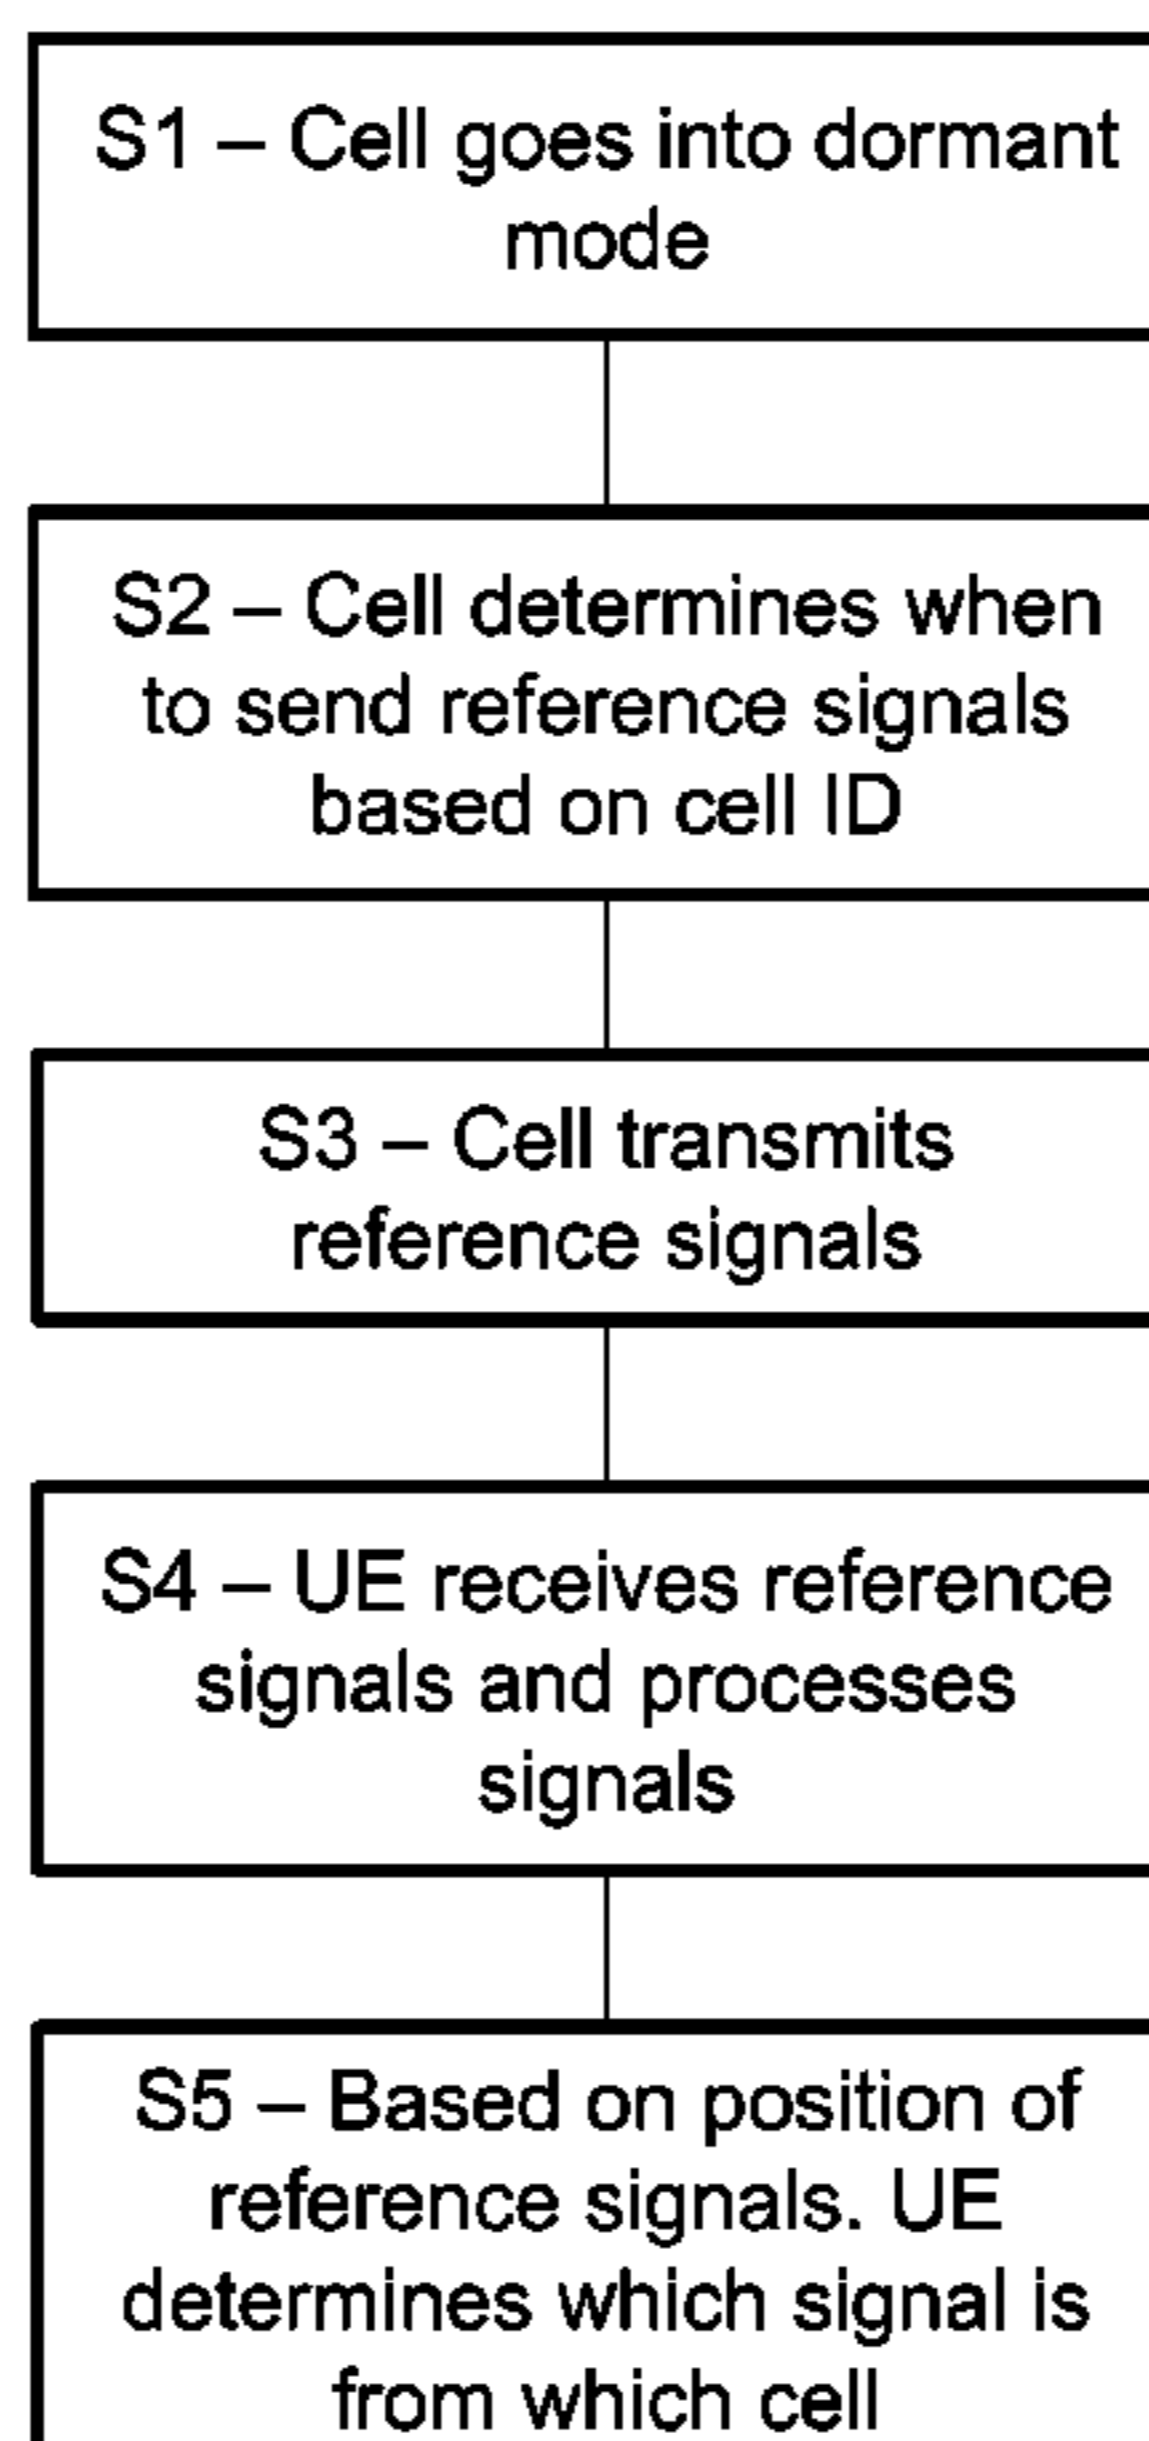 S1 – Cell goes into dormant
mode
S2 – Cell determines when
to send reference signals
based on cell ID
S3 – Cell transmits
reference signals
S4 – UE receives reference
signals and processes
signals
S5 – Based on position of
reference signals. UE
determines which signal is
from which cell